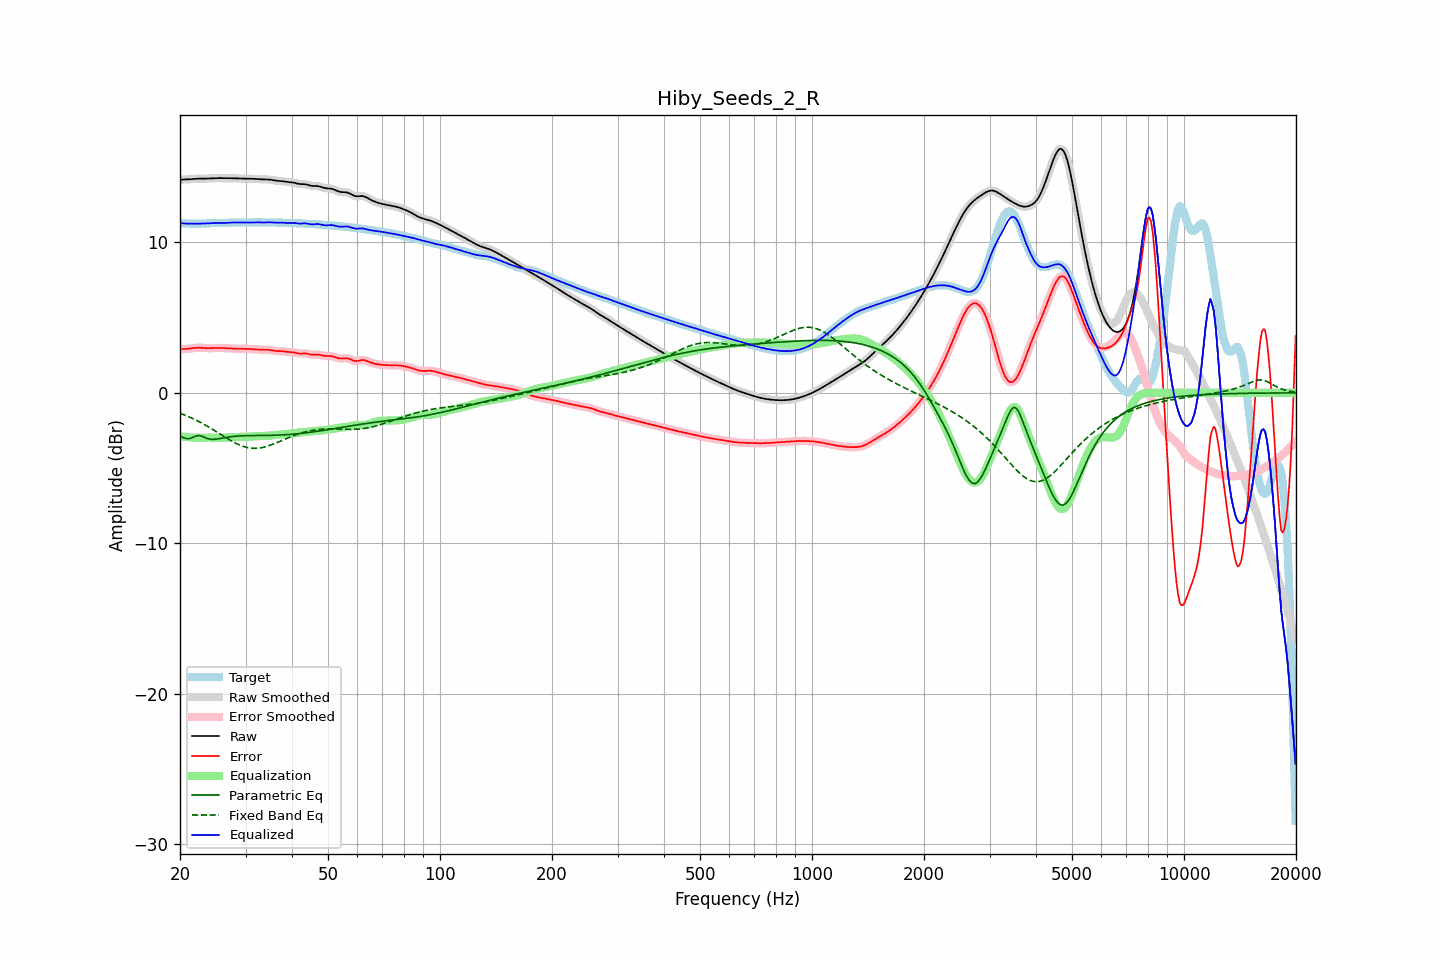 Hiby_Seeds_2_R
Amplitude (dBr)
10
0
−10
−20
−30
Target
Raw Smoothed
Error Smoothed
Raw
Error
Equalization
Parametric Eq
Fixed Band Eq
Equalized
20 50 100 200 500 1000 2000 5000 10000 20000
Frequency (Hz)